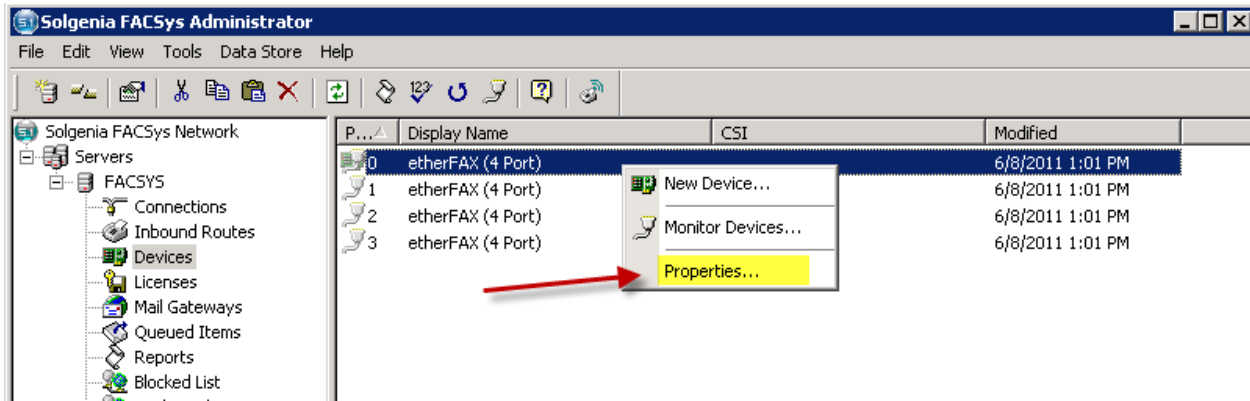 Solgenia FACSys Administrator
File Edit View Tools Data Store Help
Solgenia FACSys Network
Servers
FACSYS
Connections
Inbound Routes
Devices
Licenses
Mail Gateways
Queued Items
Reports
Blocked List
P... Display Name CSI Modified
0 etherFAX (4 Port) 6/8/2011 1:01 PM
1 etherFAX (4 Port) 6/8/2011 1:01 PM
2 etherFAX (4 Port) 6/8/2011 1:01 PM
3 etherFAX (4 Port) 6/8/2011 1:01 PM
New Device...
Monitor Devices...
Properties...